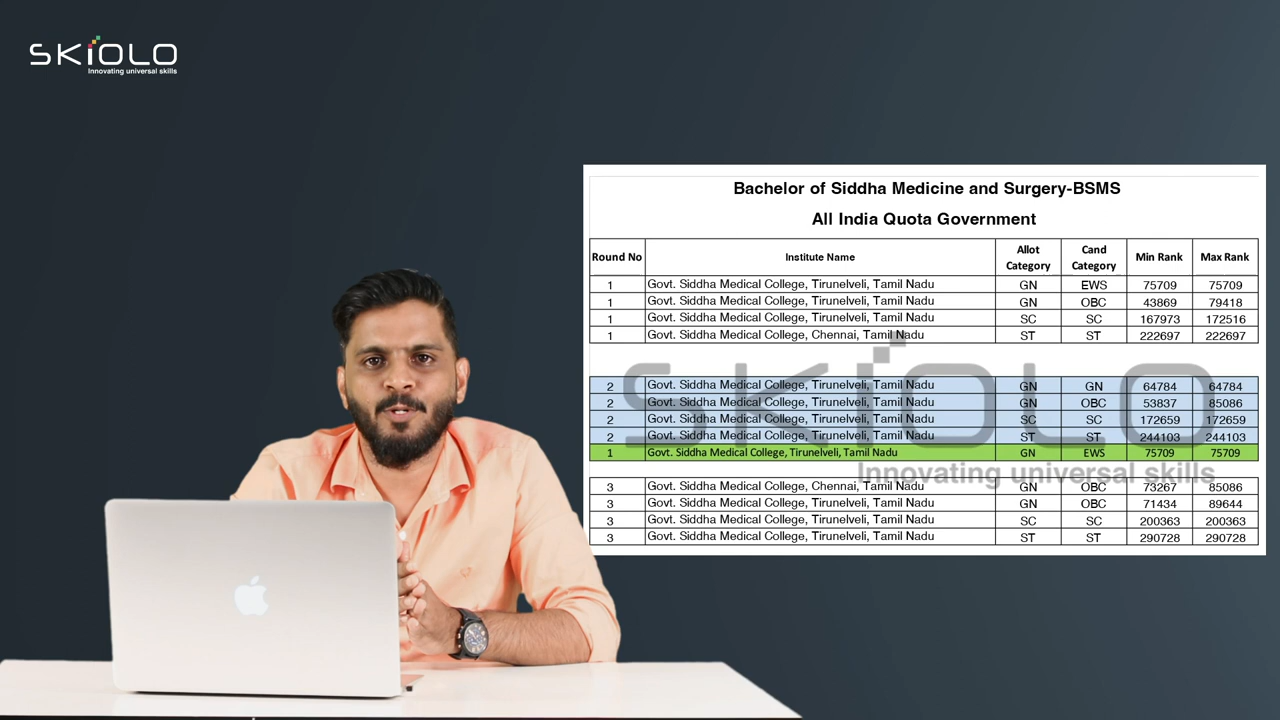 SKIOLO
Innovating universal skills
Bachelor of Siddha Medicine and Surgery-BSMS
All India Quota Government
Round No Institute Name Allot Category Cand Category Min Rank Max Rank
1 Govt. Siddha Medical College, Tirunelveli, Tamil Nadu GN EWS 75709 75709
1 Govt. Siddha Medical College, Tirunelveli, Tamil Nadu GN OBC 43869 79418
1 Govt. Siddha Medical College, Tirunelveli, Tamil Nadu SC SC 167973 172516
1 Govt. Siddha Medical College, Chennai, Tamil Nadu ST ST 222697 222697
SKIOLO
2 Govt. Siddha Medical College, Tirunelveli, Tamil Nadu GN GN 64784 64784
2 Govt. Siddha Medical College, Tirunelveli, Tamil Nadu GN OBC 53837 85086
2 Govt. Siddha Medical College, Tirunelveli, Tamil Nadu SC SC 172659 172659
2 Govt. Siddha Medical College, Tirunelveli, Tamil Nadu ST ST 244103 244103
1 Govt. Siddha Medical College, Tirunelveli, Tamil Nadu GN EWS 75709 75709
Innovating universal skills
3 Govt. Siddha Medical College, Chennai, Tamil Nadu GN OBC 73267 85086
3 Govt. Siddha Medical College, Tirunelveli, Tamil Nadu GN OBC 71434 89644
3 Govt. Siddha Medical College, Tirunelveli, Tamil Nadu SC SC 200363 200363
3 Govt. Siddha Medical College, Tirunelveli, Tamil Nadu ST ST 290728 290728